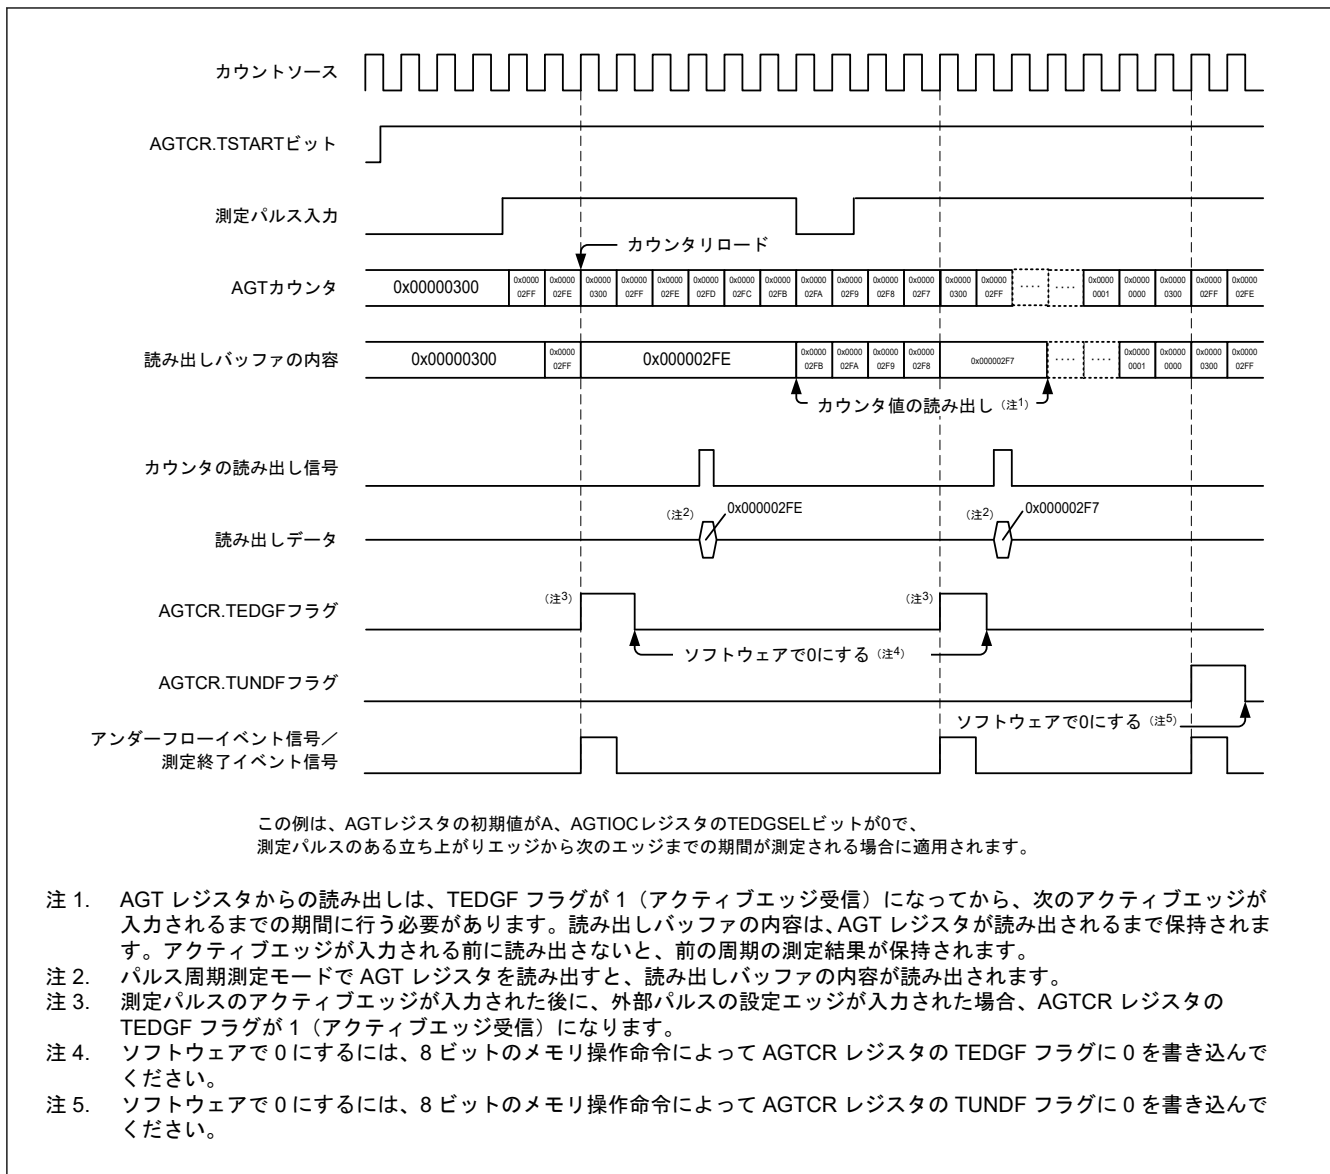 カウントソース
AGTCR.TSTARTビット
測定パルス入力
カウンタリロード
AGTカウンタ
0x00000300
0x0000 02FF
0x0000 02FE
0x0000 0300
0x0000 02FF
0x0000 02FE
0x0000 02FD
0x0000 02FC
0x0000 02FB
0x0000 02FA
0x0000 02F9
0x0000 02F8
0x0000 02F7
0x0000 0300
0x0000 02FF
....
....
0x0000 0001
0x0000 0000
0x0000 0300
0x0000 02FF
0x0000 02FE
読み出しバッファの内容
0x00000300
0x0000 02FF
0x000002FE
0x0000 02FB
0x0000 02FA
0x0000 02F9
0x0000 02F8
0x000002F7
....
....
0x0000 0001
0x0000 0000
0x0000 0300
0x0000 02FF
カウンタ値の読み出し（注1）
カウンタの読み出し信号
（注2）
0x000002FE
（注2）
0x000002F7
読み出しデータ
（注3）
（注3）
AGTCR.TEDGFフラグ
ソフトウェアで0にする（注4）
AGTCR.TUNDFフラグ
ソフトウェアで0にする（注5）
アンダーフローイベント信号／
測定終了イベント信号
この例は、AGTレジスタの初期値がA、AGTIOCレジスタのTEDGSELビットが0で、
測定パルスのある立ち上がりエッジから次のエッジまでの期間が測定される場合に適用されます。
注 1. AGT レジスタからの読み出しは、TEDGF フラグが 1（アクティブエッジ受信）になってから、次のアクティブエッジが
入力されるまでの期間に行う必要があります。読み出しバッファの内容は、AGT レジスタが読み出されるまで保持されま
す。アクティブエッジが入力される前に読み出さないと、前の周期の測定結果が保持されます。
注 2. パルス周期測定モードで AGT レジスタを読み出すと、読み出しバッファの内容が読み出されます。
注 3. 測定パルスのアクティブエッジが入力された後に、外部パルスの設定エッジが入力された場合、AGTCR レジスタの
TEDGF フラグが 1（アクティブエッジ受信）になります。
注 4. ソフトウェアで 0 にするには、8 ビットのメモリ操作命令によって AGTCR レジスタの TEDGF フラグに 0 を書き込んで
ください。
注 5. ソフトウェアで 0 にするには、8 ビットのメモリ操作命令によって AGTCR レジスタの TUNDF フラグに 0 を書き込んで
ください。